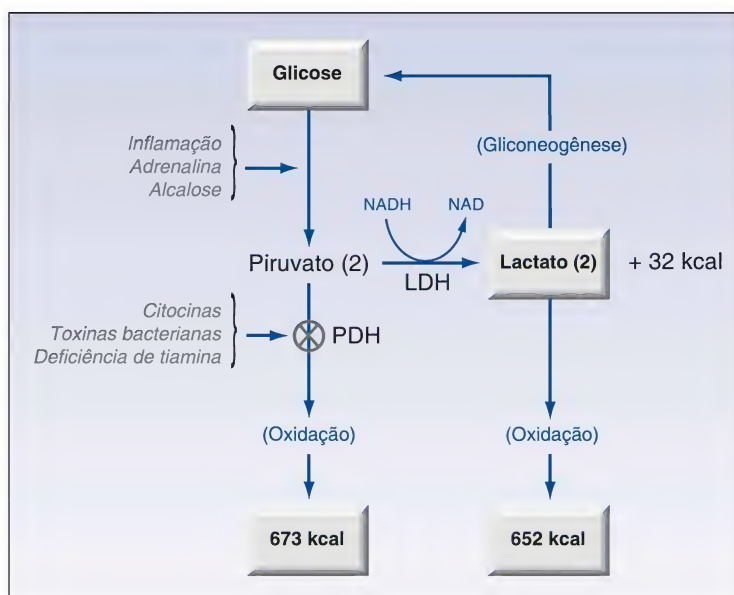 Glicose
Inflamação
Adrenalina
Alcalose
(Gliconeogênese)
NADH
NAD
Piruvato (2)
LDH
Lactato (2)
+ 32 kcal
Citocinas
Toxinas bacterianas
Deficiência de tiamina
PDH
(Oxidação)
(Oxidação)
673 kcal
652 kcal